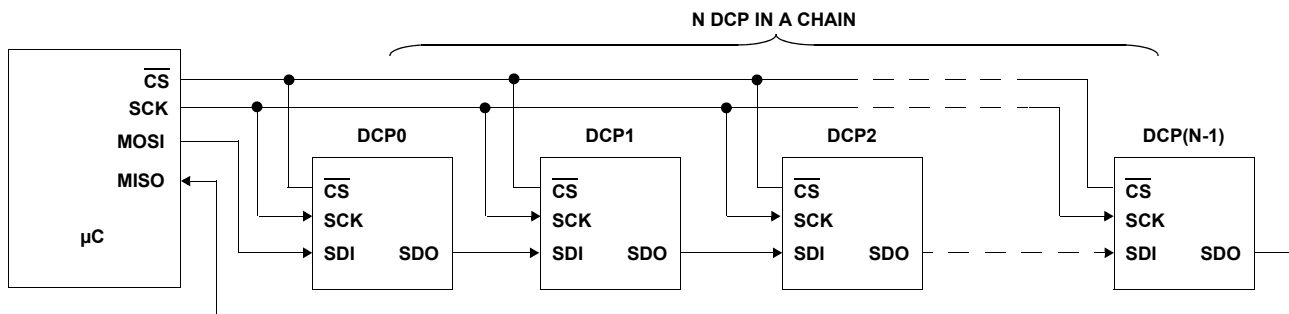 N DCP IN A CHAIN
CS
SCK
MOSI
MISO
µC
DCP0
CS
SCK
SDI SDO
DCP1
CS
SCK
SDI SDO
DCP2
CS
SCK
SDI SDO
DCP(N-1)
CS
SCK
SDI SDO